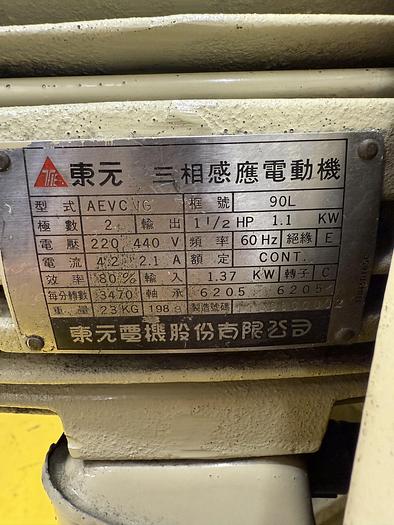 東元 三相感應電動機
型式 AEVC 框號 90L
極數 2 輸出 1 1/2 HP 1.1 KW
電壓 220 440 V 頻率 60 Hz 絕緣 E
電流 4.2 2.1 A 額定 CONT.
效率 80% 輸入 1.37 KW 轉子 C
每分轉數 3470 軸承 6205 6205
重量 23 KG 198 製造號碼
東元電機股份有限公司